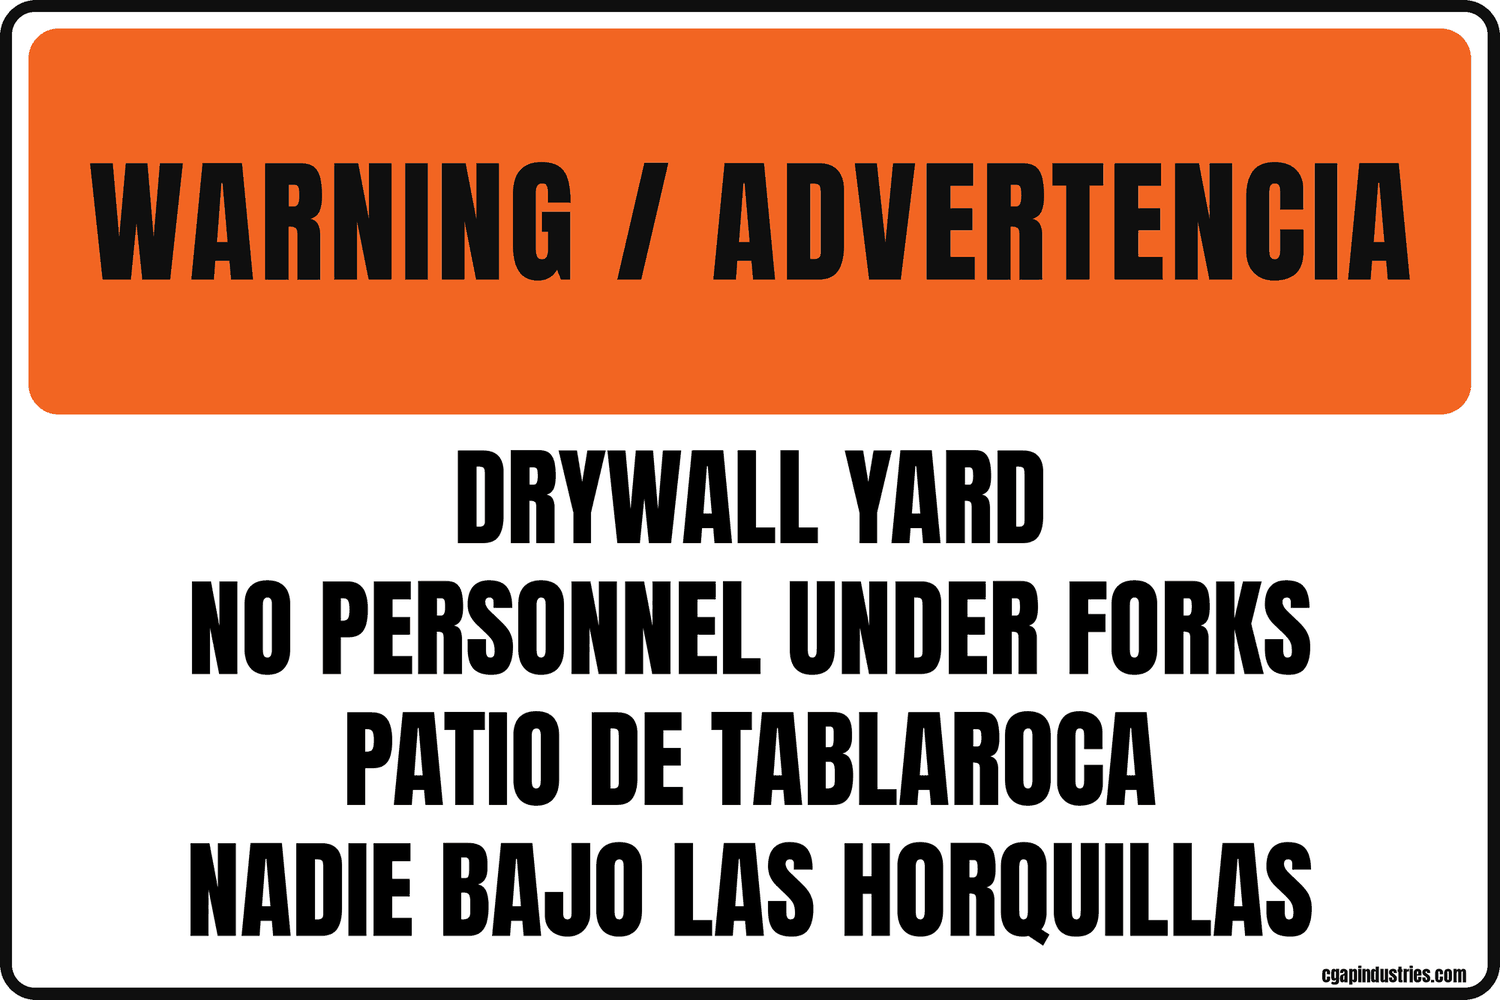 WARNING / ADVERTENCIA
DRYWALL YARD
NO PERSONNEL UNDER FORKS
PATIO DE TABLAROCA
NADIE BAJO LAS HORQUILLAS
cgapindustries.com